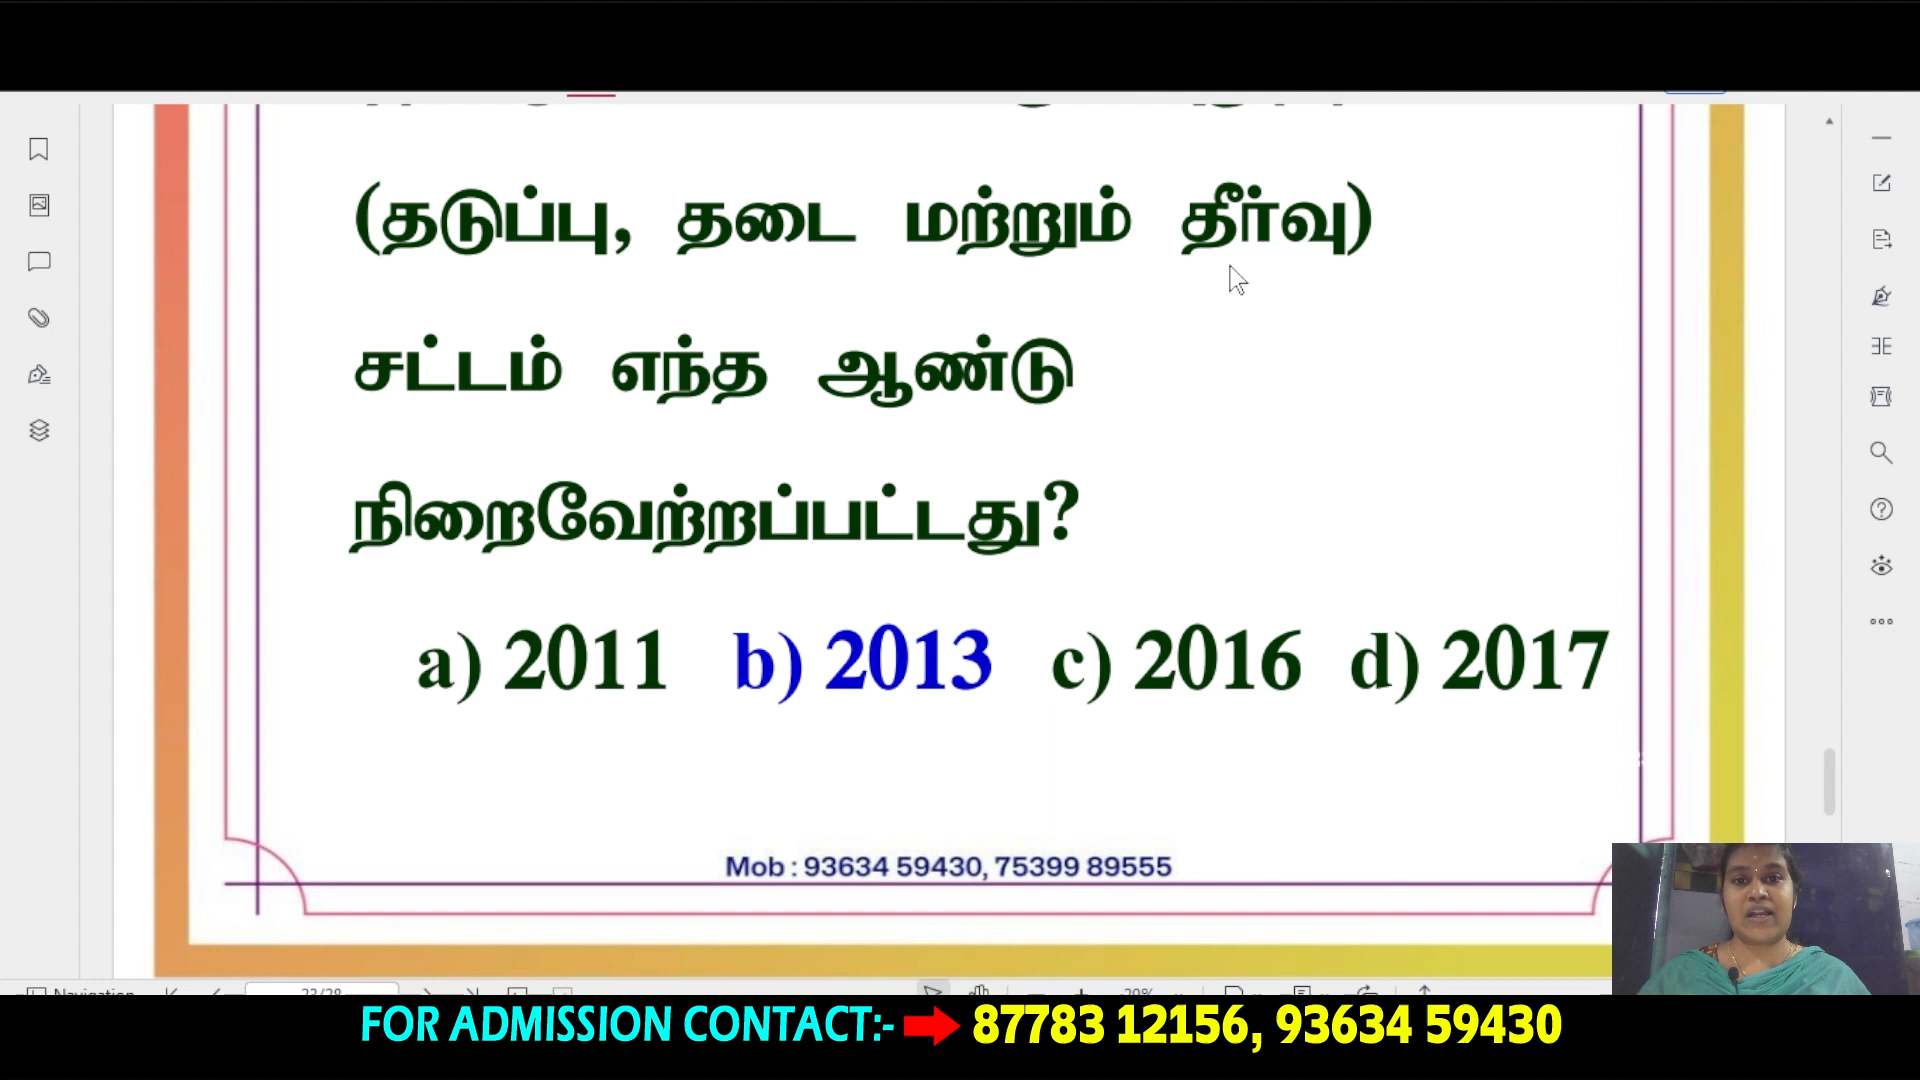 (தடுப்பு, தடை மற்றும் தீர்வு)
சட்டம் எந்த ஆண்டு
நிறைவேற்றப்பட்டது?
a) 2011 b) 2013 c) 2016 d) 2017
Mob : 93634 59430, 75399 89555
FOR ADMISSION CONTACT:- 87783 12156, 93634 59430